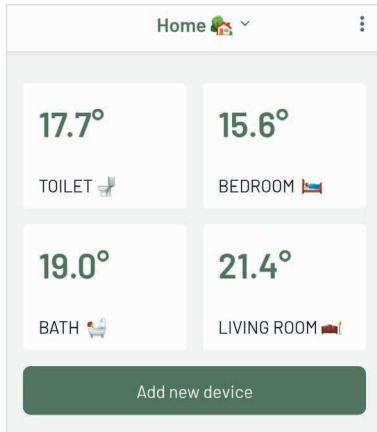 Home 🏡
17.7°
15.6°
TOILET 🚽
BEDROOM 🛏️
19.0°
21.4°
BATH 🛀
LIVING ROOM 🛋️
Add new device